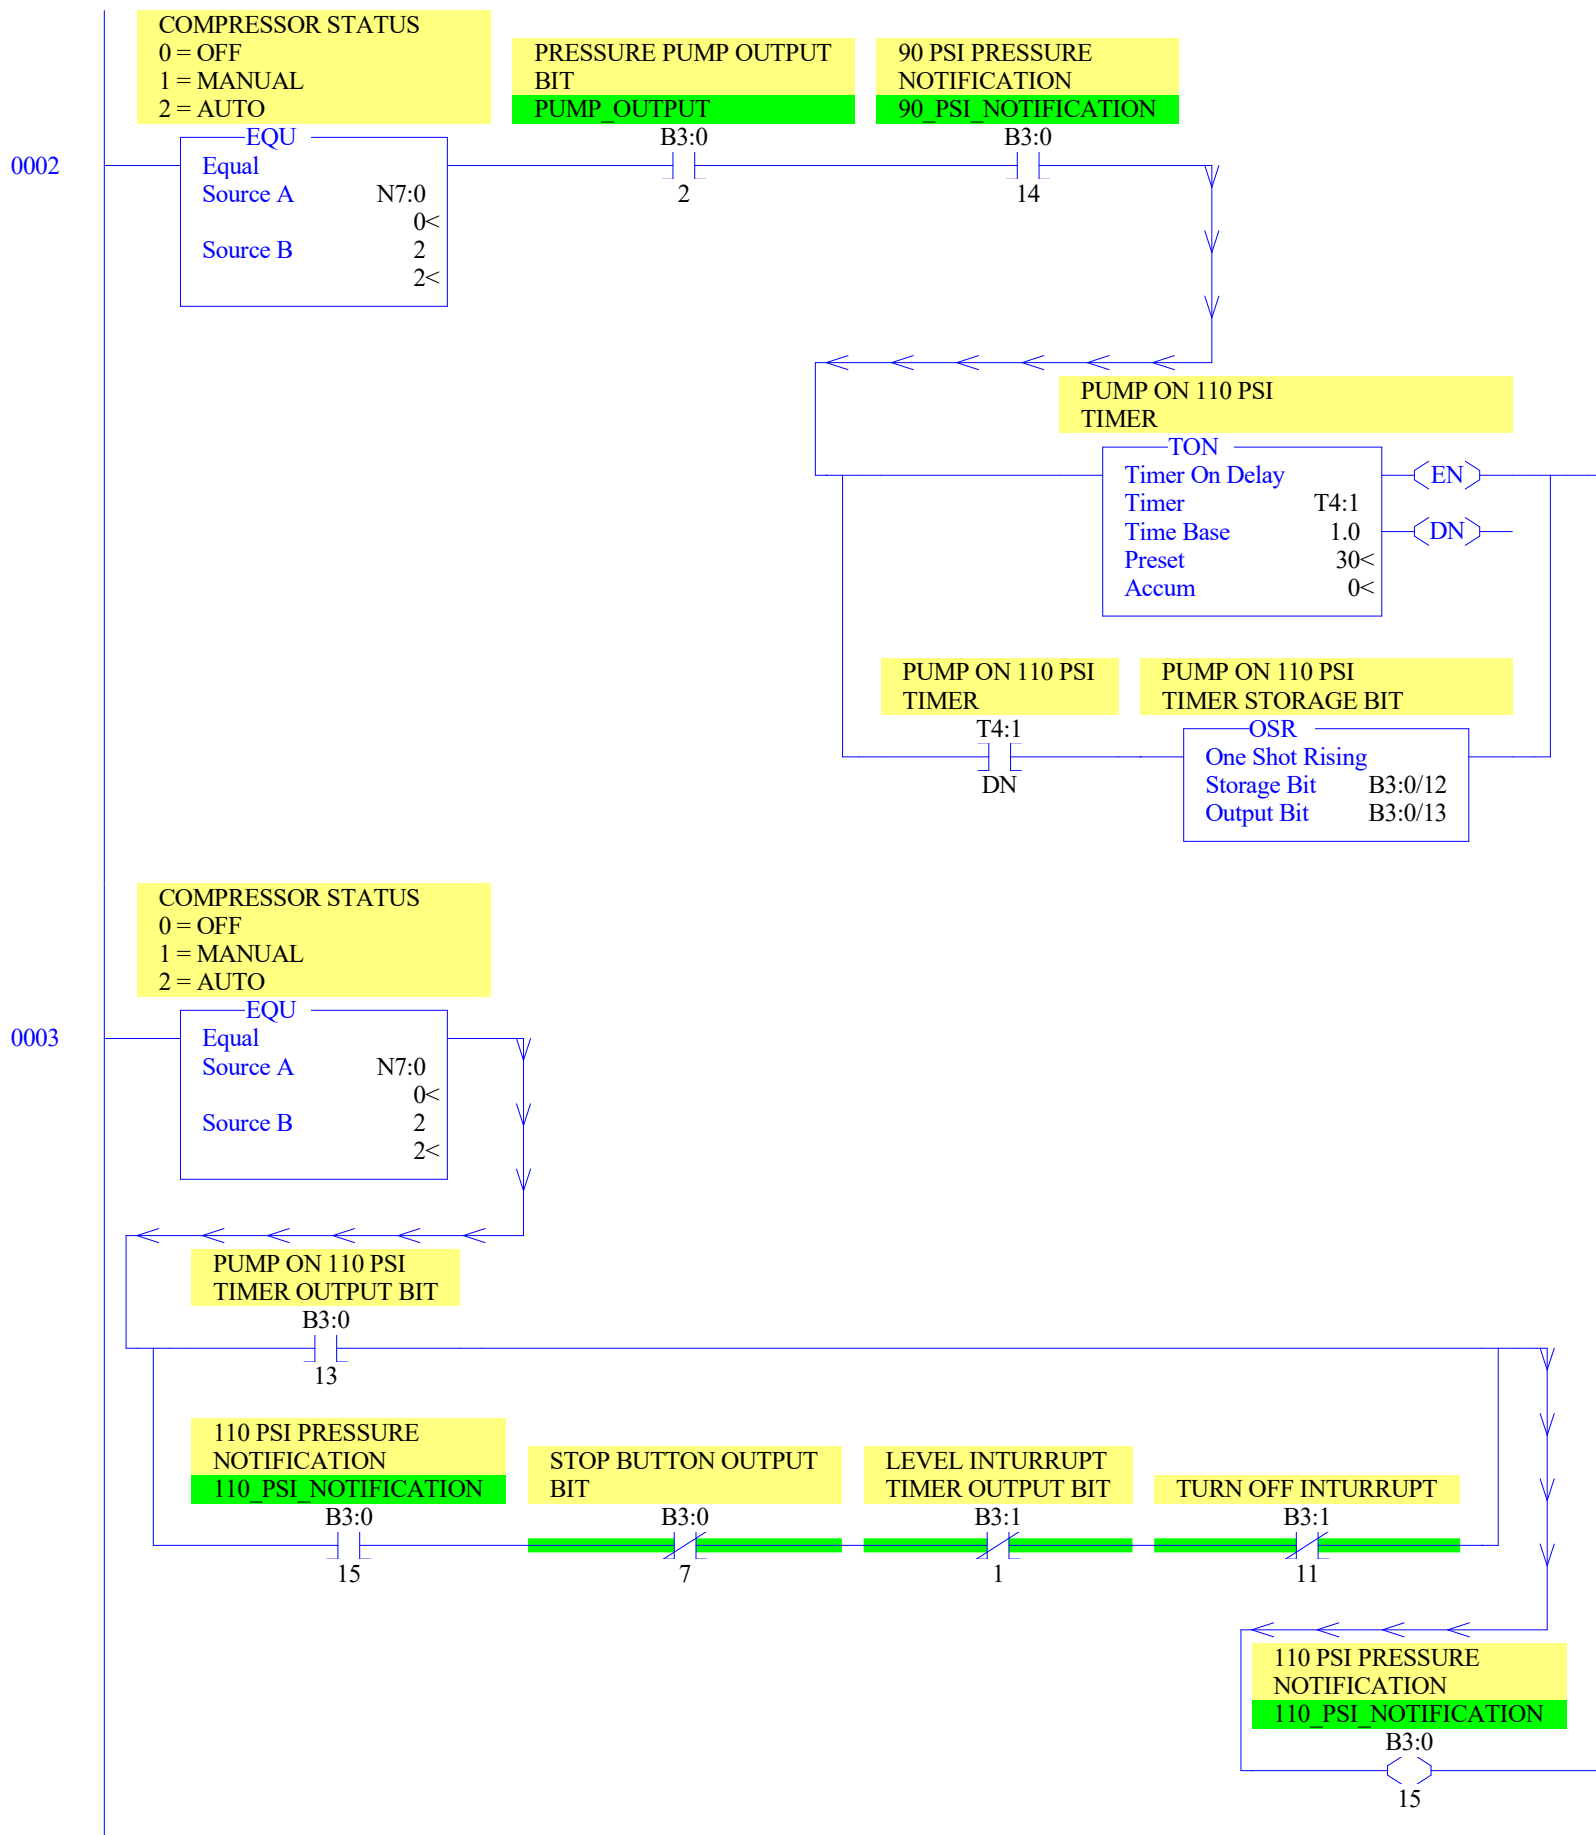 COMPRESSOR STATUS
0 = OFF
1 = MANUAL
2 = AUTO
PRESSURE PUMP OUTPUT
BIT
PUMP_OUTPUT
90 PSI PRESSURE
NOTIFICATION
90_PSI_NOTIFICATION
EQU
B3:0
B3:0
0002
Equal
Source A N7:0
2
14
0<
Source B 2
2<
PUMP ON 110 PSI
TIMER
TON
Timer On Delay
EN
Timer T4:1
Time Base 1.0
DN
Preset 30<
Accum 0<
PUMP ON 110 PSI
TIMER
PUMP ON 110 PSI
TIMER STORAGE BIT
T4:1
OSR
One Shot Rising
DN
Storage Bit B3:0/12
Output Bit B3:0/13
COMPRESSOR STATUS
0 = OFF
1 = MANUAL
2 = AUTO
EQU
0003
Equal
Source A N7:0
0<
Source B 2
2<
PUMP ON 110 PSI
TIMER OUTPUT BIT
B3:0
13
110 PSI PRESSURE
NOTIFICATION
110_PSI_NOTIFICATION
STOP BUTTON OUTPUT
BIT
LEVEL INTURRUPT
TIMER OUTPUT BIT
TURN OFF INTURRUPT
B3:0
B3:0
B3:1
B3:1
15
7
1
11
110 PSI PRESSURE
NOTIFICATION
110_PSI_NOTIFICATION
B3:0
15